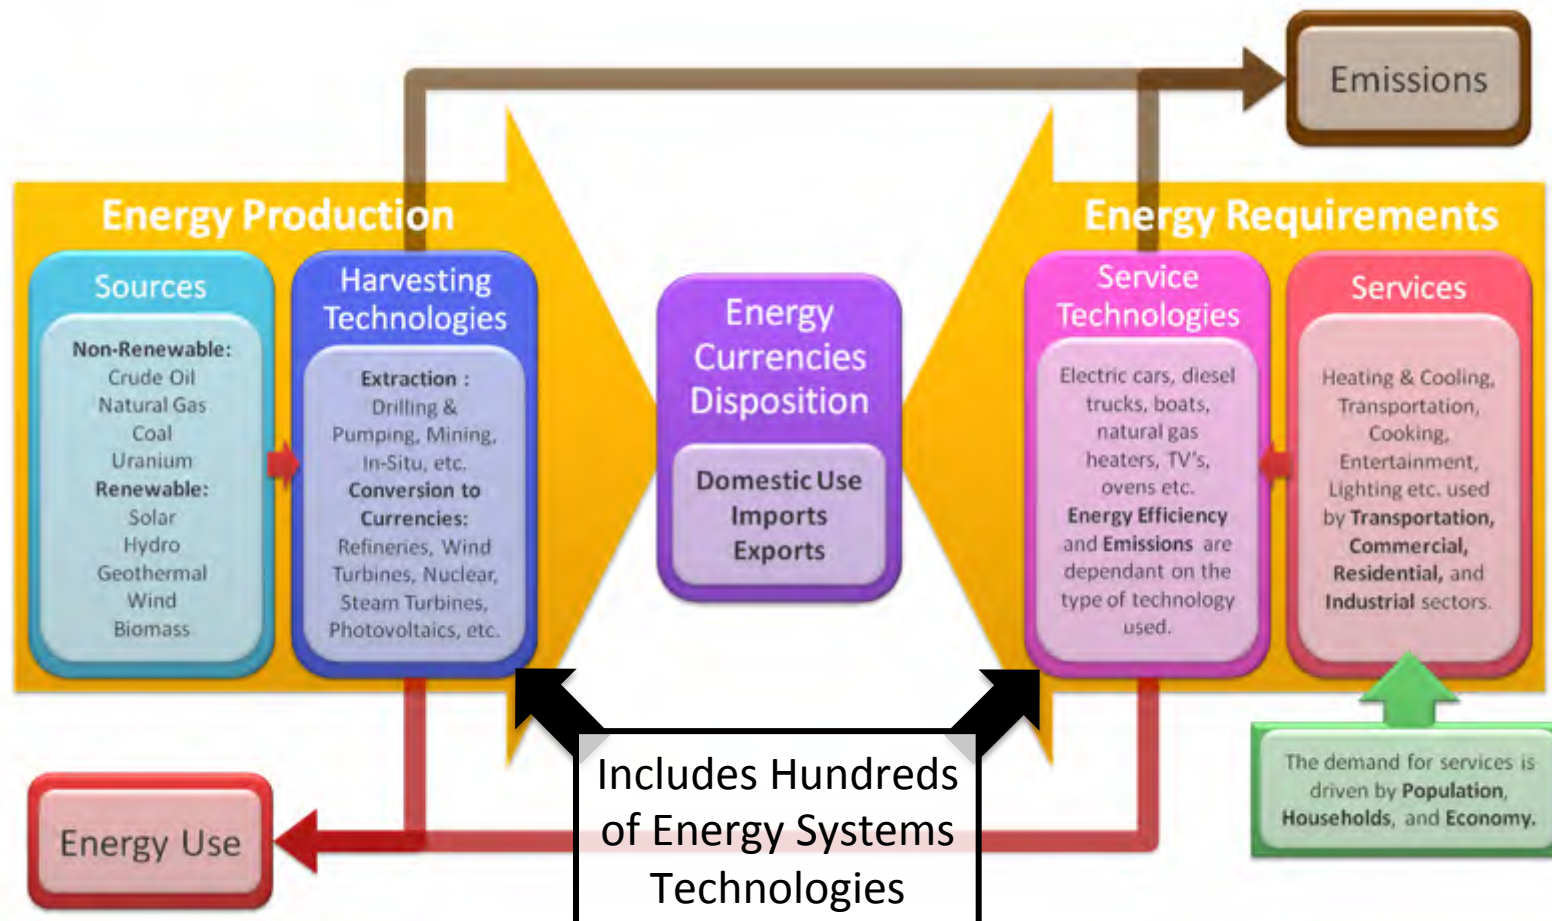 Emissions
Energy Production
Sources
Non-Renewable:
Crude Oil
Natural Gas
Coal
Uranium
Renewable:
Solar
Hydro
Geothermal
Wind
Biomass
Harvesting
Technologies
Extraction :
Drilling &
Pumping, Mining,
In-Situ, etc.
Conversion to
Currencies:
Refineries, Wind
Turbines, Nuclear,
Steam Turbines,
Photovoltaics, etc.
Energy
Currencies
Disposition
Domestic Use
Imports
Exports
Energy Requirements
Service
Technologies
Electric cars, diesel
trucks, boats,
natural gas
heaters, TV's,
ovens etc.
Energy Efficiency
and Emissions are
dependant on the
type of technology
used.
Services
Heating & Cooling,
Transportation,
Cooking,
Entertainment,
Lighting etc. used
by Transportation,
Commercial,
Residential, and
Industrial sectors.
Energy Use
Includes Hundreds
of Energy Systems
Technologies
The demand for services is
driven by Population,
Households, and Economy.